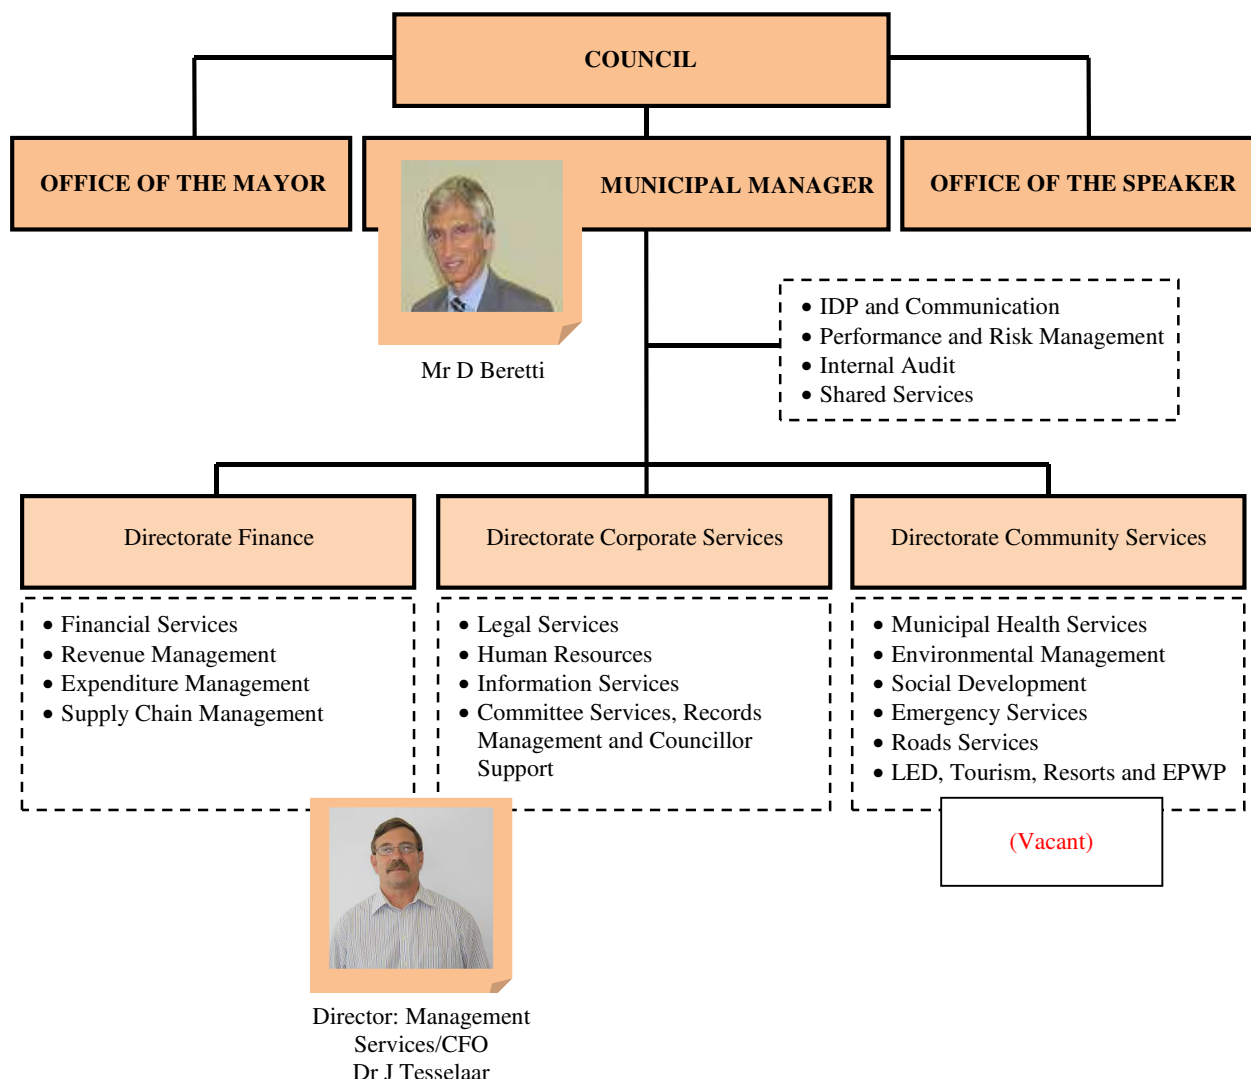 COUNCIL
OFFICE OF THE MAYOR
MUNICIPAL MANAGER
OFFICE OF THE SPEAKER
Mr D Beretti
• IDP and Communication
• Performance and Risk Management
• Internal Audit
• Shared Services
Directorate Finance
Directorate Corporate Services
Directorate Community Services
• Financial Services
• Revenue Management
• Expenditure Management
• Supply Chain Management
• Legal Services
• Human Resources
• Information Services
• Committee Services, Records
Management and Councillor
Support
• Municipal Health Services
• Environmental Management
• Social Development
• Emergency Services
• Roads Services
• LED, Tourism, Resorts and EPWP
(Vacant)
Director: Management
Services/CFO
Dr J Tesselaar